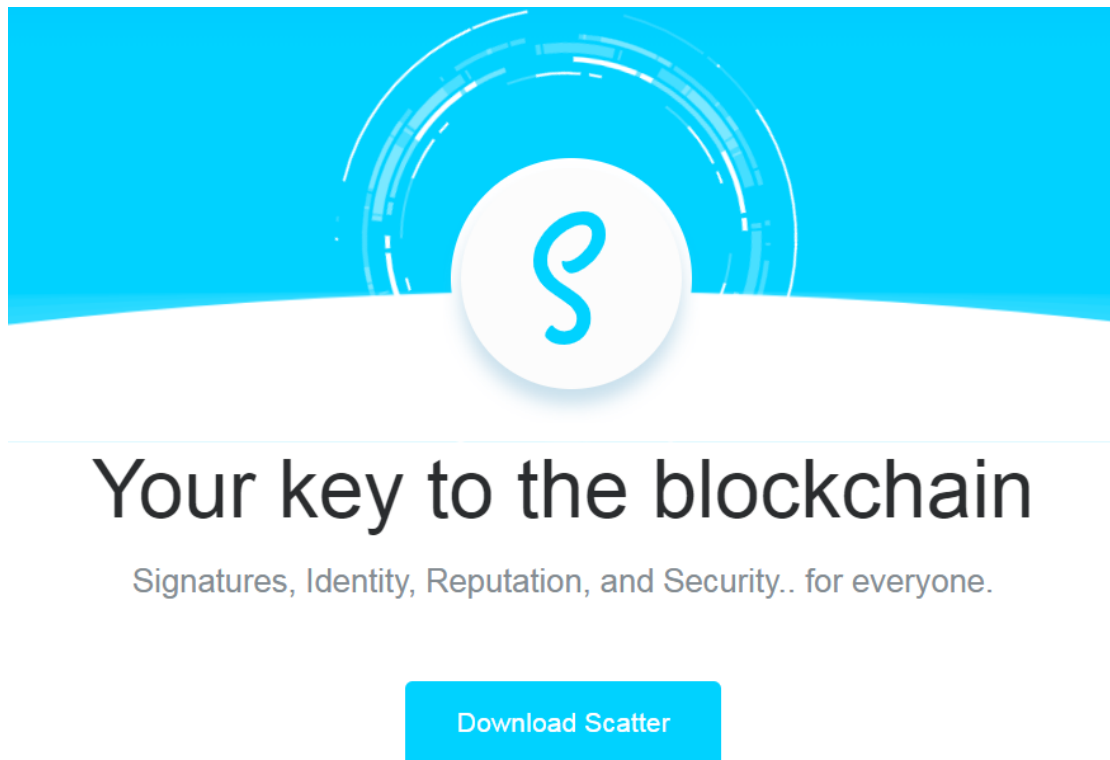 S
Your key to the blockchain
Signatures, Identity, Reputation, and Security.. for everyone.
Download Scatter